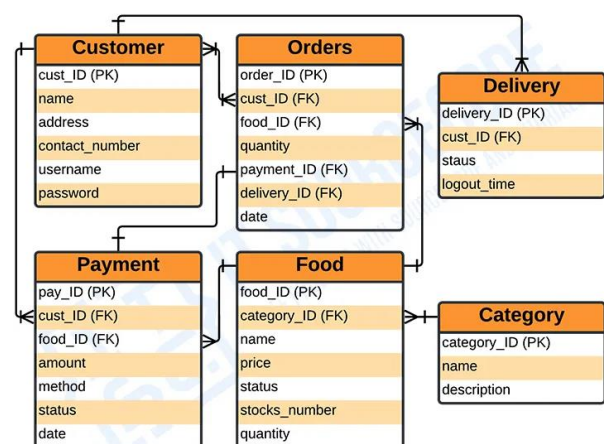 Customer
cust_ID (PK)
name
address
contact_number
username
password
Orders
order_ID (PK)
cust_ID (FK)
food_ID (FK)
quantity
payment_ID (FK)
delivery_ID (FK)
date
Delivery
delivery_ID (PK)
cust_ID (FK)
staus
logout_time
Payment
pay_ID (PK)
cust_ID (FK)
food_ID (FK)
amount
method
status
date
Food
food_ID (PK)
category_ID (FK)
name
price
status
stocks_number
quantity
Category
category_ID (PK)
name
description